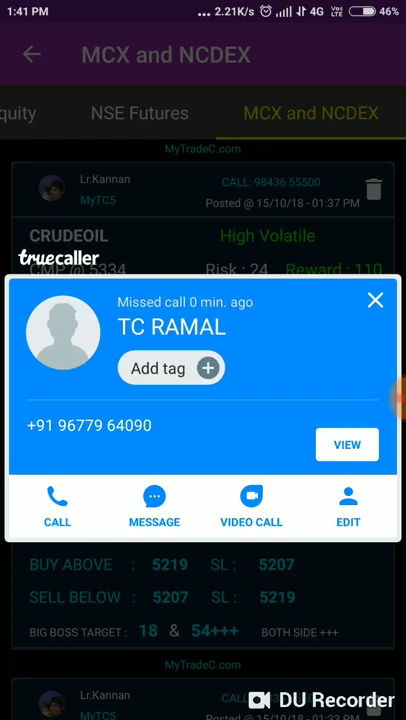 1:41 PM ... 2.21K/s 4G Vo) LTE 46%
MCX and NCDEX
quity NSE Futures MCX and NCDEX
MyTradeC.com
Lr.Kannan
CALL: 98436 55500
MyTC5
Posted @ 15/10/18 - 01:37 PM
CRUDEOIL High Volatile
truecaller
CMP @ 5334 Risk : 24 Reward : 110
Missed call 0 min. ago
TC RAMAL
Add tag
+91 96779 64090
VIEW
CALL MESSAGE VIDEO CALL EDIT
BUY ABOVE : 5219 SL : 5207
SELL BELOW : 5207 SL : 5219
BIG BOSS TARGET : 18 & 54+++ BOTH SIDE +++
MyTradeC.com
Lr.Kannan
MyTC5
DU Recorder